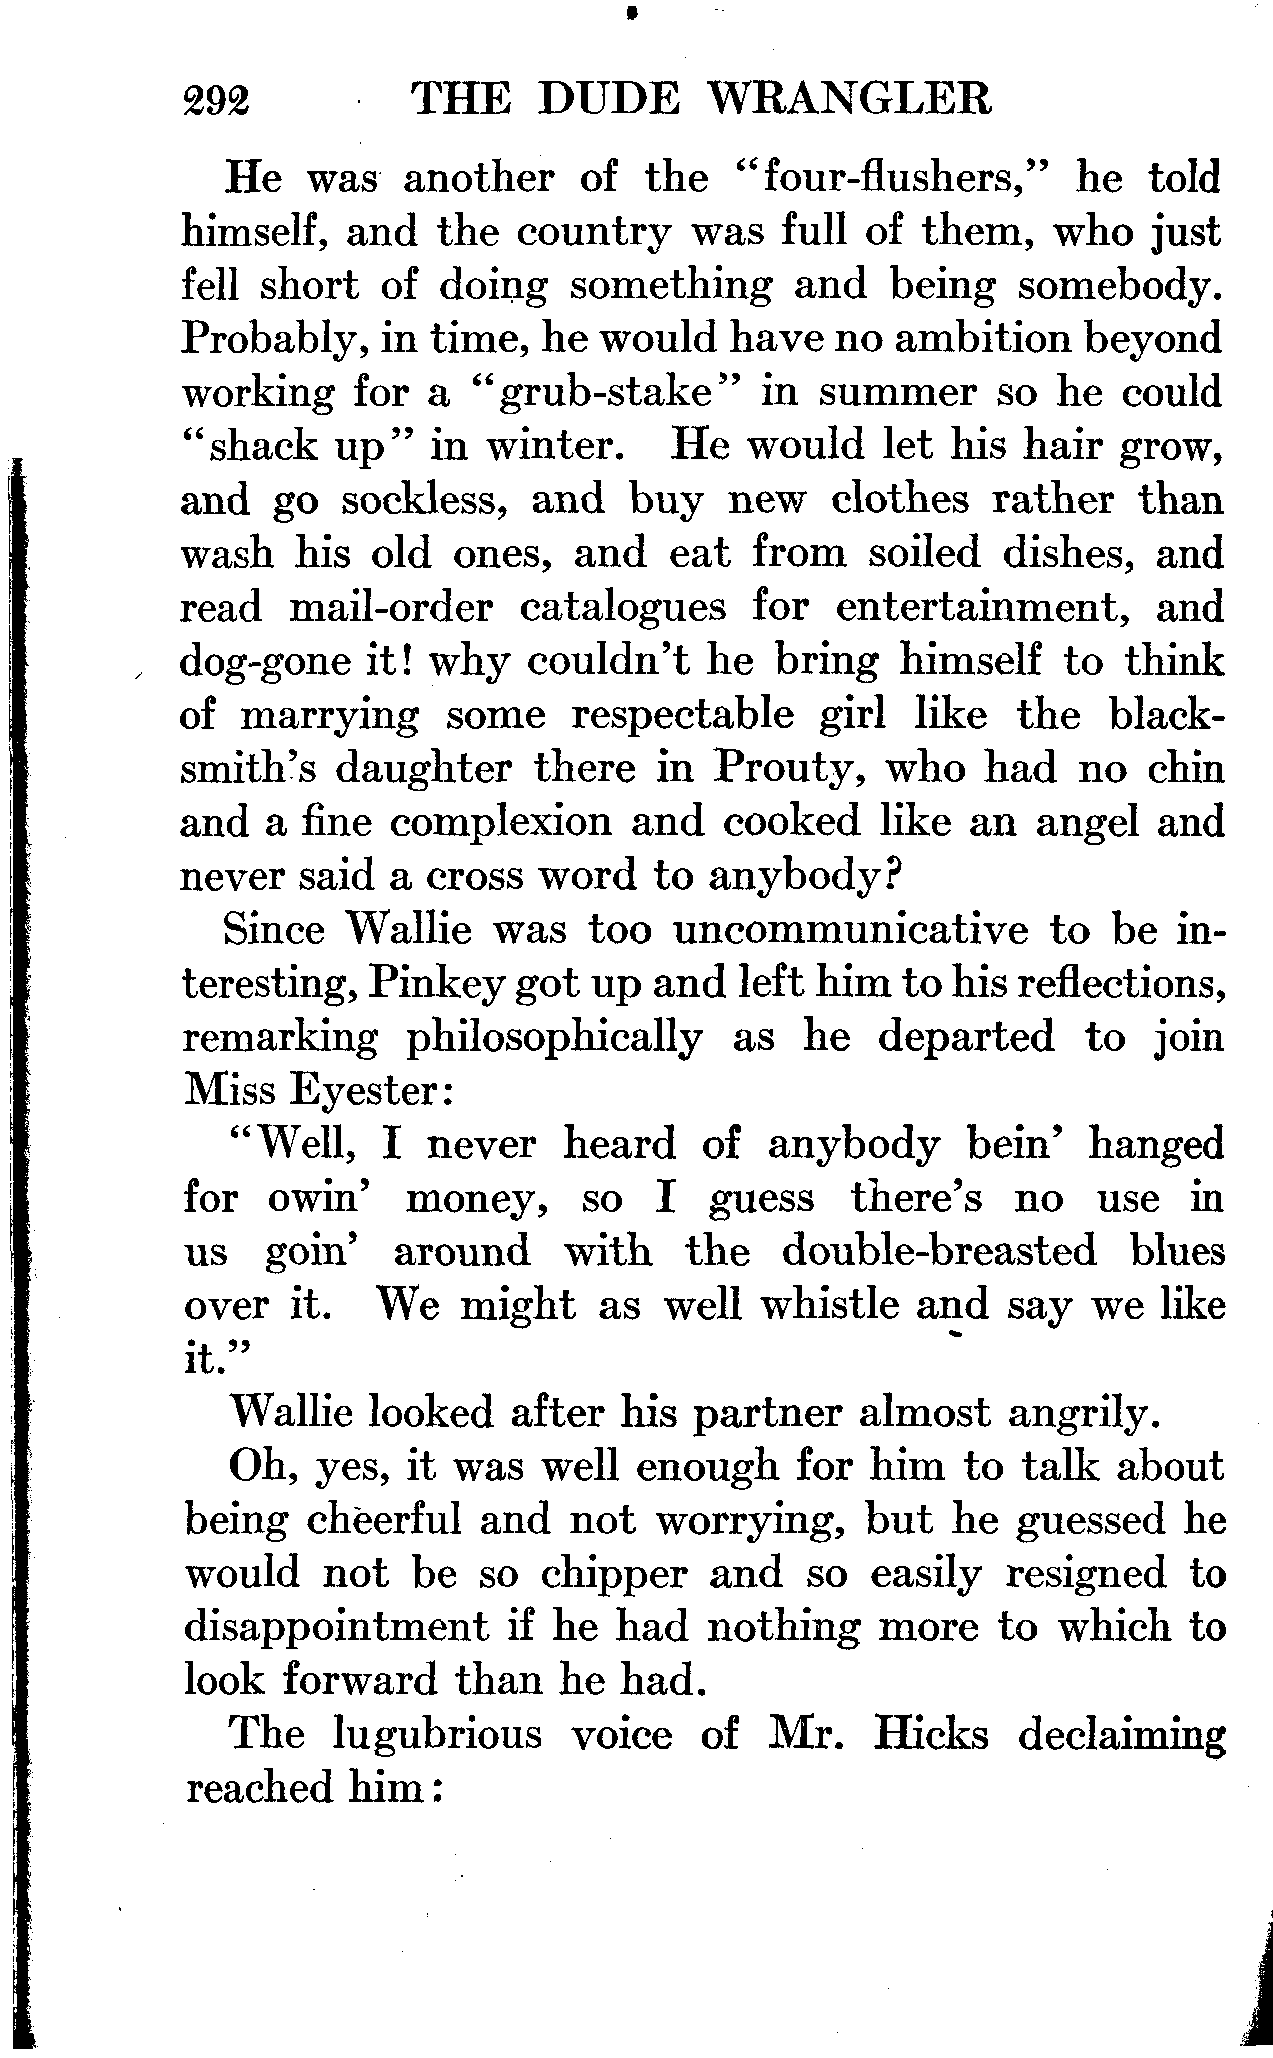 292 THE DUDE WRANGLER
He was another of the "four-flushers," he told
himself, and the country was full of them, who just
fell short of doing something and being somebody.
Probably, in time, he would have no ambition beyond
working for a "grub-stake" in summer so he could
"shack up" in winter. He would let his hair grow,
and go sockless, and buy new clothes rather than
wash his old ones, and eat from soiled dishes, and
read mail-order catalogues for entertainment, and
dog-gone it! why couldn't he bring himself to think
of marrying some respectable girl like the black-
smith's daughter there in Prouty, who had no chin
and a fine complexion and cooked like an angel and
never said a cross word to anybody?
Since Wallie was too uncommunicative to be in-
teresting, Pinkey got up and left him to his reflections,
remarking philosophically as he departed to join
Miss Eyester:
"Well, I never heard of anybody bein' hanged
for owin' money, so I guess there's no use in
us goin' around with the double-breasted blues
over it. We might as well whistle and say we like
it."
Wallie looked after his partner almost angrily.
Oh, yes, it was well enough for him to talk about
being cheerful and not worrying, but he guessed he
would not be so chipper and so easily resigned to
disappointment if he had nothing more to which to
look forward than he had.
The lugubrious voice of Mr. Hicks declaiming
reached him: